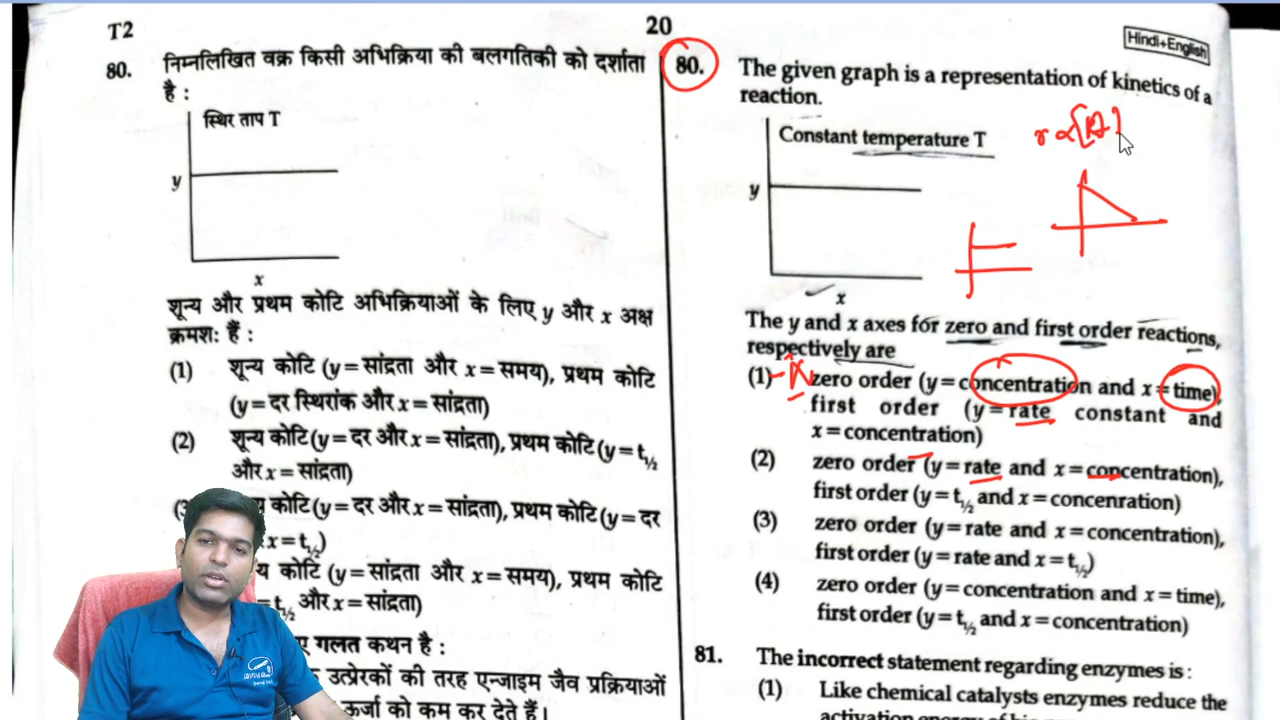 T2
20
Hindi+English
80. निम्नलिखित वक्र किसी अभिक्रिया की बलगतिकी को दर्शाता
है :
स्थिर ताप T
y
x
शून्य और प्रथम कोटि अभिक्रियाओं के लिए y और x अक्ष
क्रमशः हैं :
(1) शून्य कोटि (y = सांद्रता और x = समय), प्रथम कोटि
(y = दर स्थिरांक और x = सांद्रता)
(2) शून्य कोटि (y = दर और x = सांद्रता), प्रथम कोटि (y = t½
और x = सांद्रता)
कोटि (y = दर और x = सांद्रता), प्रथम कोटि (y = दर
x = t½)
कोटि (y = सांद्रता और x = समय), प्रथम कोटि
= t½ और x = सांद्रता)
गलत कथन है :
उत्प्रेरकों की तरह एन्जाइम जैव प्रक्रियाओं
ऊर्जा को कम कर देते हैं।
80. The given graph is a representation of kinetics of a
reaction.
Constant temperature T
r ∝ [A]
y
x
The y and x axes for zero and first order reactions,
respectively are
(1) zero order (y = concentration and x = time),
first order (y = rate constant and
x = concentration)
(2) zero order (y = rate and x = concentration),
first order (y = t½ and x = concenration)
(3) zero order (y = rate and x = concentration),
first order (y = rate and x = t½)
(4) zero order (y = concentration and x = time),
first order (y = t½ and x = concentration)
81. The incorrect statement regarding enzymes is :
(1) Like chemical catalysts enzymes reduce the